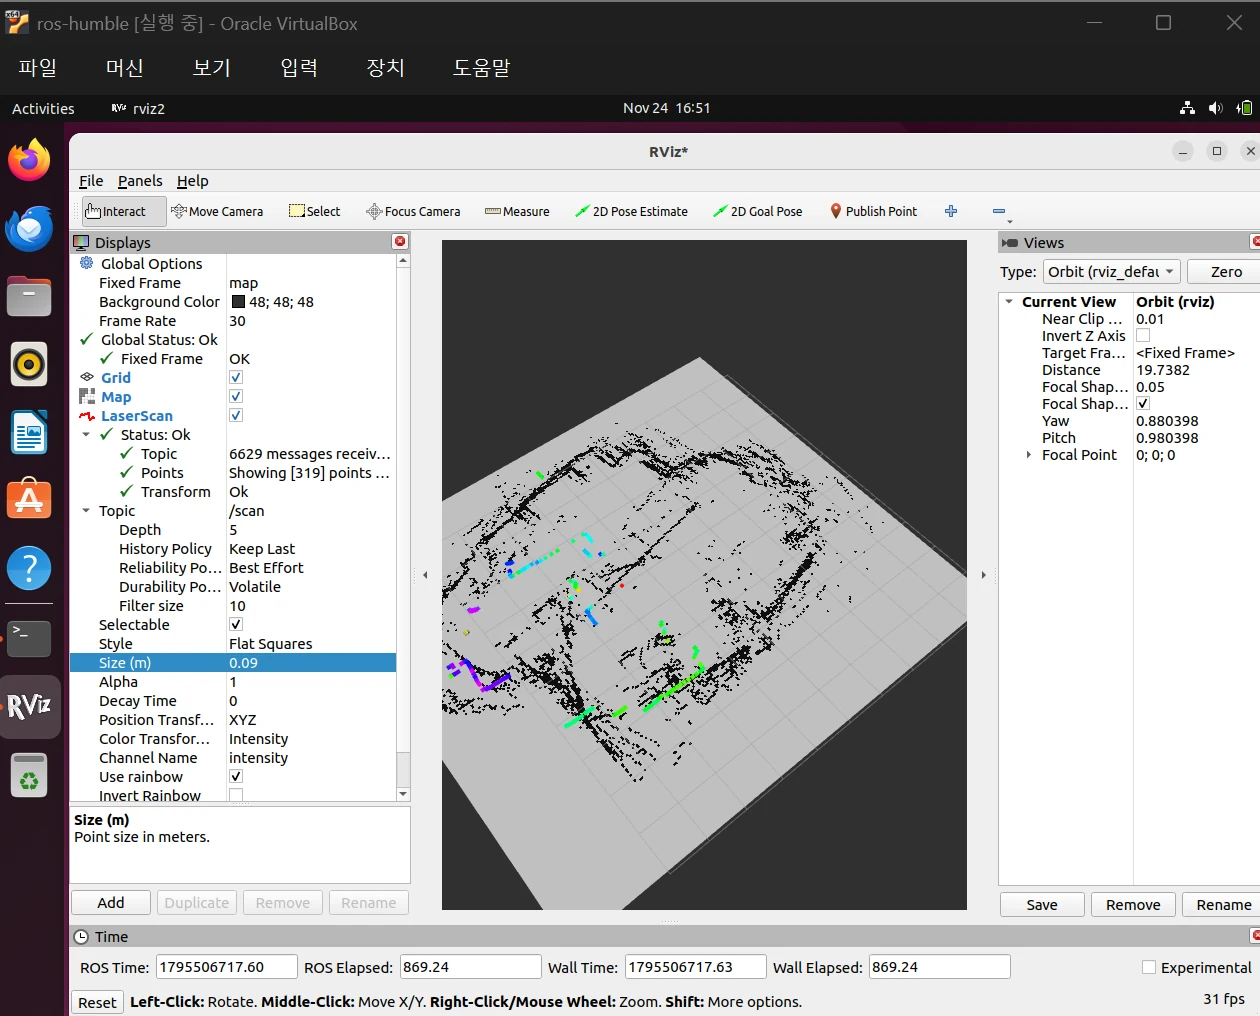 ros-humble [실행 중] - Oracle VirtualBox
파일 머신 보기 입력 장치 도움말
Activities rviz2 Nov 24 16:51
RViz*
File Panels Help
Interact Move Camera Select Focus Camera Measure 2D Pose Estimate 2D Goal Pose Publish Point
Displays
Global Options
Fixed Frame map
Background Color 48; 48; 48
Frame Rate 30
Global Status: Ok
Fixed Frame OK
Grid
Map
LaserScan
Status: Ok
Topic 6629 messages receiv...
Points Showing [319] points ...
Transform Ok
Topic /scan
Depth 5
History Policy Keep Last
Reliability Po... Best Effort
Durability Po... Volatile
Filter size 10
Selectable
Style Flat Squares
Size (m) 0.09
Alpha 1
Decay Time 0
Position Transf... XYZ
Color Transfor... Intensity
Channel Name intensity
Use rainbow
Invert Rainbow
Size (m)
Point size in meters.
Add Duplicate Remove Rename
Views
Type: Orbit (rviz_defau Zero
Current View Orbit (rviz)
Near Clip ... 0.01
Invert Z Axis
Target Fra... <Fixed Frame>
Distance 19.7382
Focal Shap... 0.05
Focal Shap...
Yaw 0.880398
Pitch 0.980398
Focal Point 0; 0; 0
Save Remove Rename
Time
ROS Time: 1795506717.60 ROS Elapsed: 869.24 Wall Time: 1795506717.63 Wall Elapsed: 869.24 Experimental
Reset Left-Click: Rotate. Middle-Click: Move X/Y. Right-Click/Mouse Wheel: Zoom. Shift: More options. 31 fps
RViz